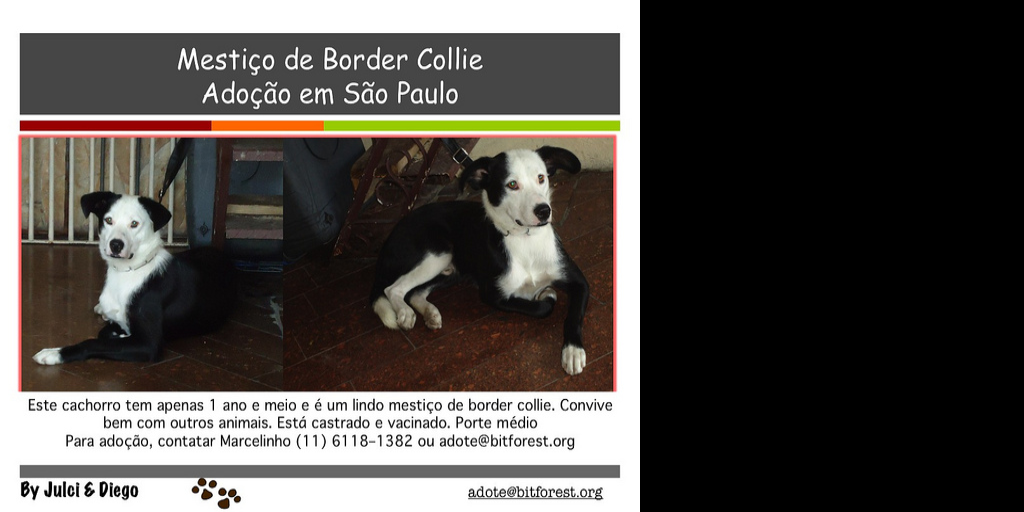 Mestiço de Border Collie
Adoção em São Paulo
Este cachorro tem apenas 1 ano e meio e é um lindo mestiço de border collie. Convive
bem com outros animais. Está castrado e vacinado. Porte médio
Para adoção, contatar Marcelinho (11) 6118-1382 ou adote@bitforest.org
By Julci & Diego
adote@bitforest.org